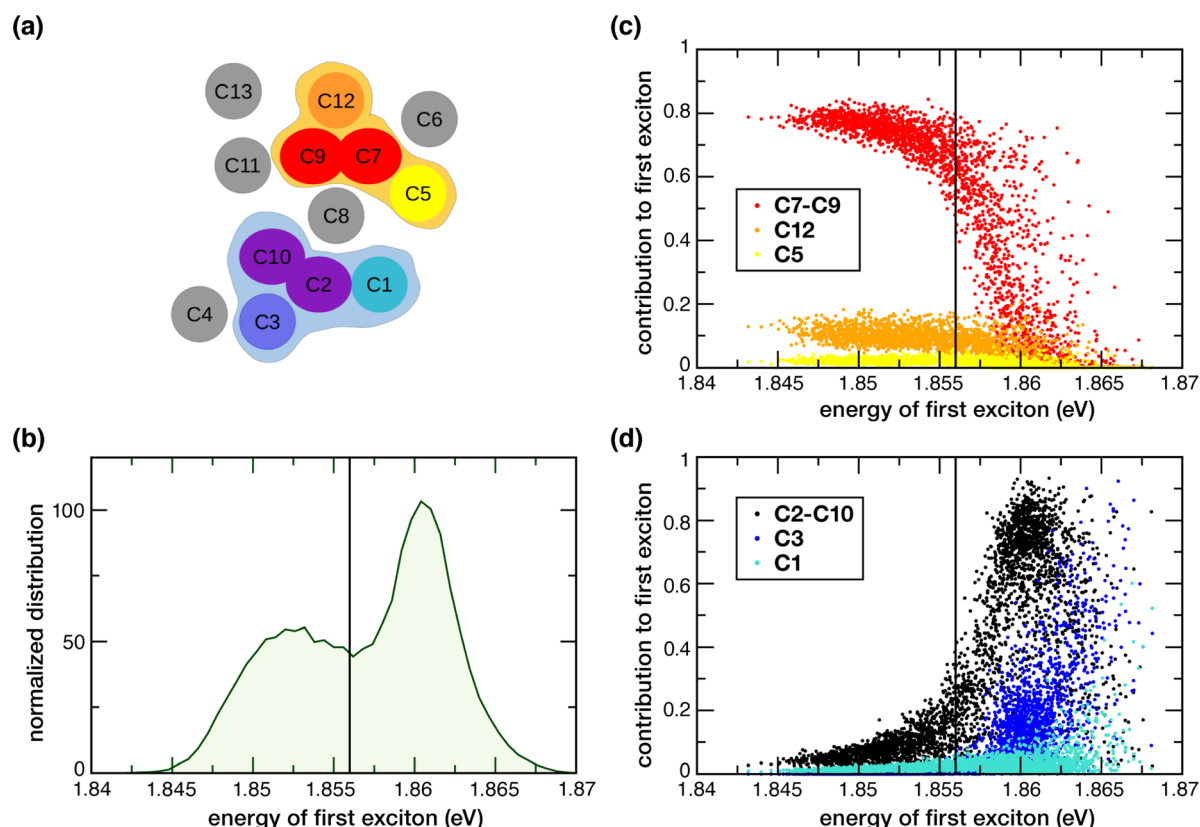 (a)
C13
C12
C6
C9
C7
C11
C5
C8
C10
C2
C1
C4
C3
(b)
normalized distribution
100
50
0
1.84
1.845
1.85
1.855
1.86
1.865
1.87
energy of first exciton (eV)
(c)
contribution to first exciton
1
0.8
0.6
0.4
0.2
0
C7-C9
C12
C5
1.84
1.845
1.85
1.855
1.86
1.865
1.87
energy of first exciton (eV)
(d)
contribution to first exciton
1
0.8
0.6
0.4
0.2
0
C2-C10
C3
C1
1.84
1.845
1.85
1.855
1.86
1.865
1.87
energy of first exciton (eV)